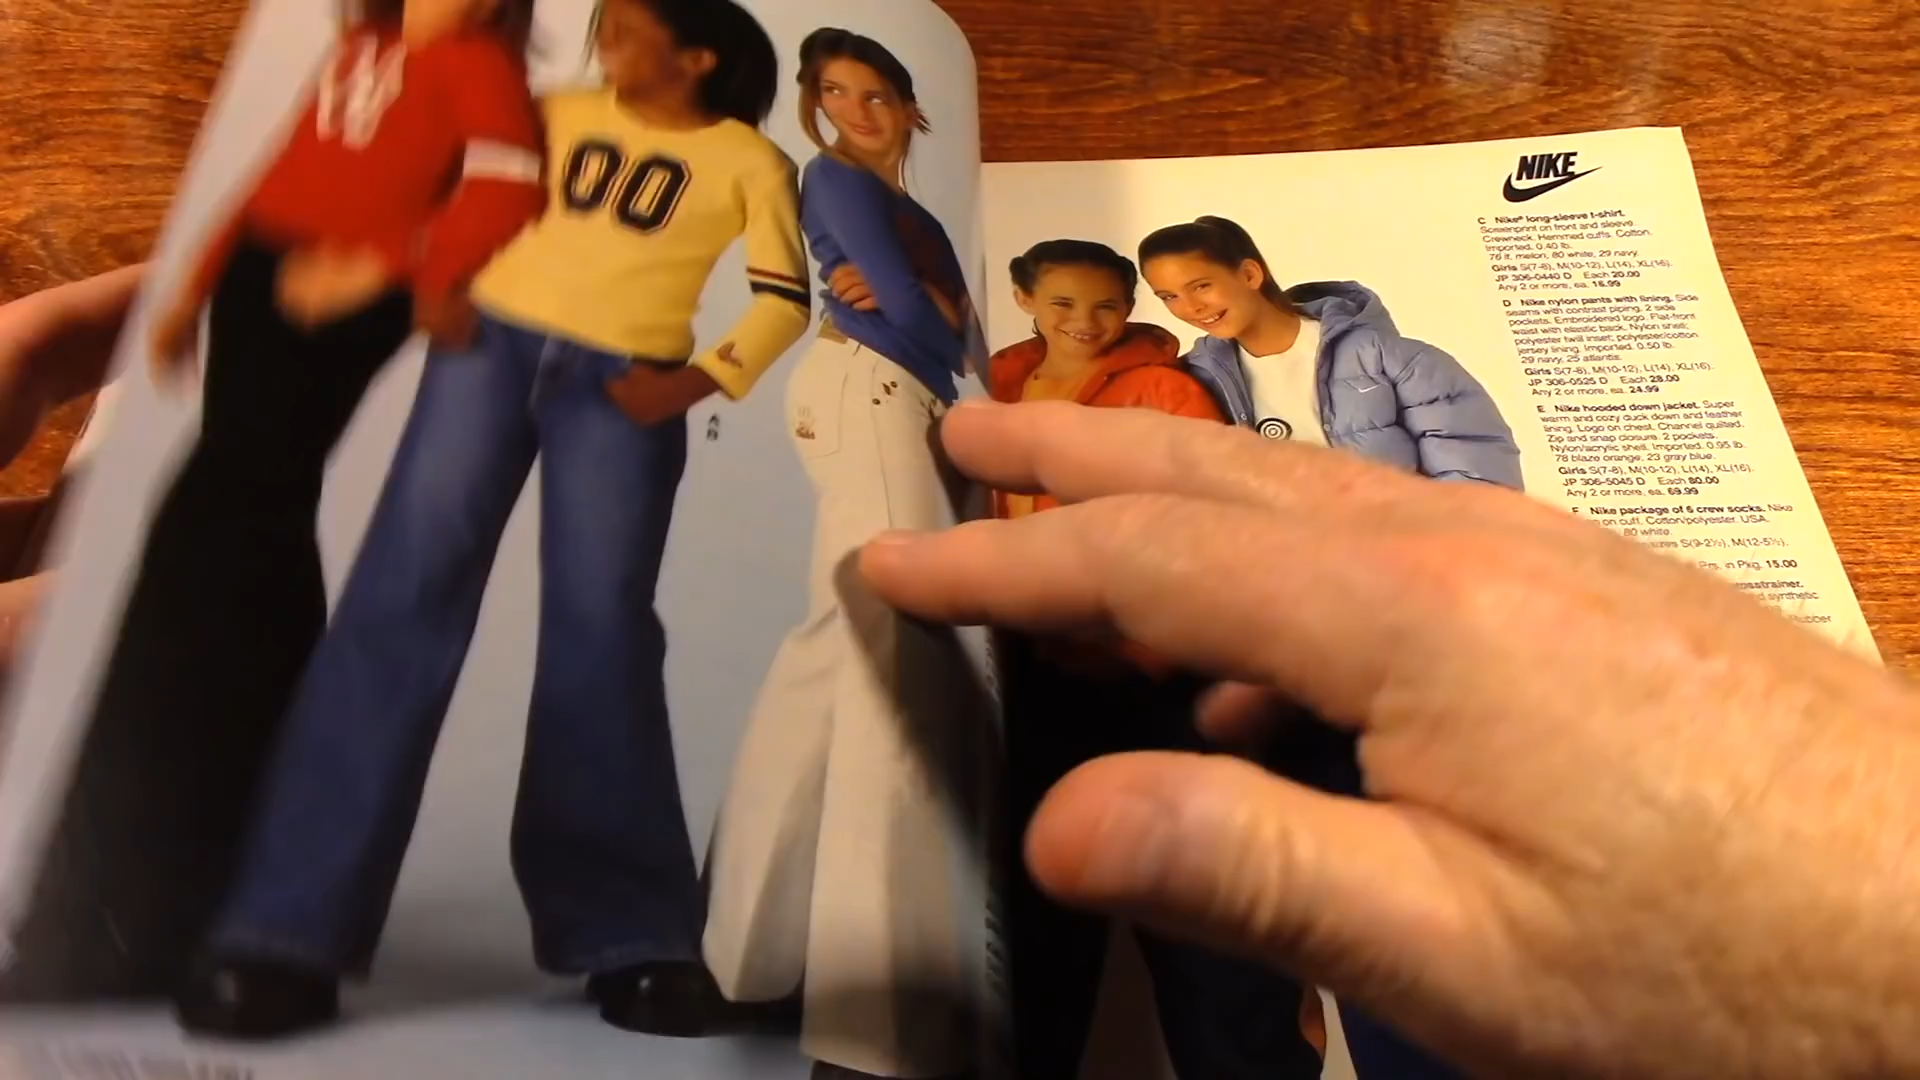 00
NIKE
C Nike® long-sleeve t-shirt.
Screenprint on front and sleeve.
Crewneck. Hemmed cuffs. Cotton.
Imported. 0.40 lb.
76 lt. melon, 80 white, 29 navy.
Girls S(7-8), M(10-12), L(14), XL(16).
JP 306-0440 D Each 20.00
Any 2 or more, ea. 16.99
D Nike nylon pants with lining. Side
seams with contrast piping. 2 side
pockets. Embroidered logo. Flat-front
waist with elastic back. Nylon shell;
polyester twill inset; polyester/cotton
jersey lining. Imported. 0.50 lb.
29 navy, 25 atlantis.
Girls S(7-8), M(10-12), L(14), XL(16).
JP 306-0525 D Each 28.00
Any 2 or more, ea. 24.99
E Nike hooded down jacket. Super
warm and cozy duck down and feather
lining. Logo on chest. Channel quilted.
Zip and snap closure. 2 pockets.
Nylon/acrylic shell. Imported. 0.95 lb.
78 blaze orange, 23 gray blue.
Girls S(7-8), M(10-12), L(14), XL(16).
JP 306-5045 D Each 80.00
Any 2 or more, ea. 69.99
F Nike package of 6 crew socks. Nike
on cuff. Cotton/polyester. USA.
80 white.
sizes S(9-2½), M(12-5½),
Prs. in Pkg. 15.00
synthetic
Rubber